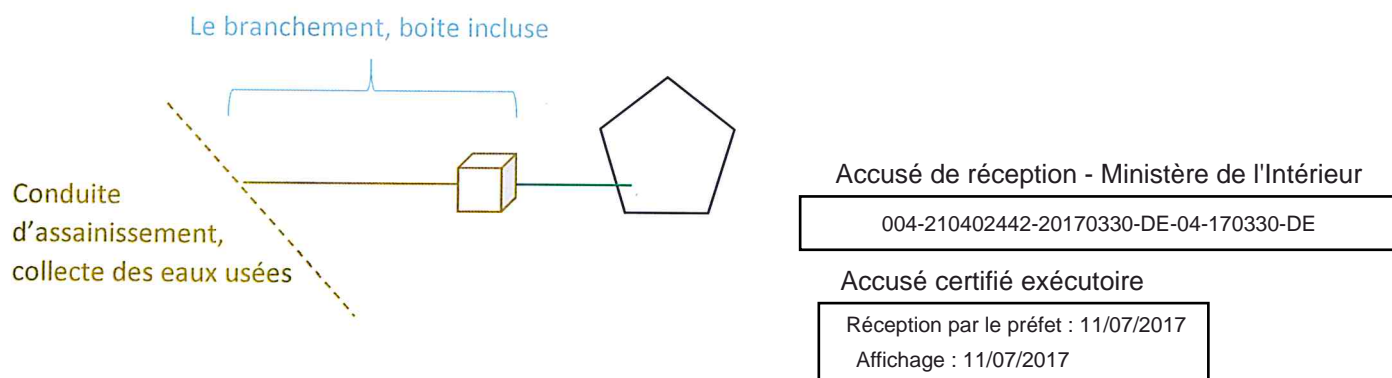 Le branchement, boite incluse
Conduite
d'assainissement,
collecte des eaux usées
Accusé de réception - Ministère de l'Intérieur
004-210402442-20170330-DE-04-170330-DE
Accusé certifié exécutoire
Réception par le préfet : 11/07/2017
Affichage : 11/07/2017